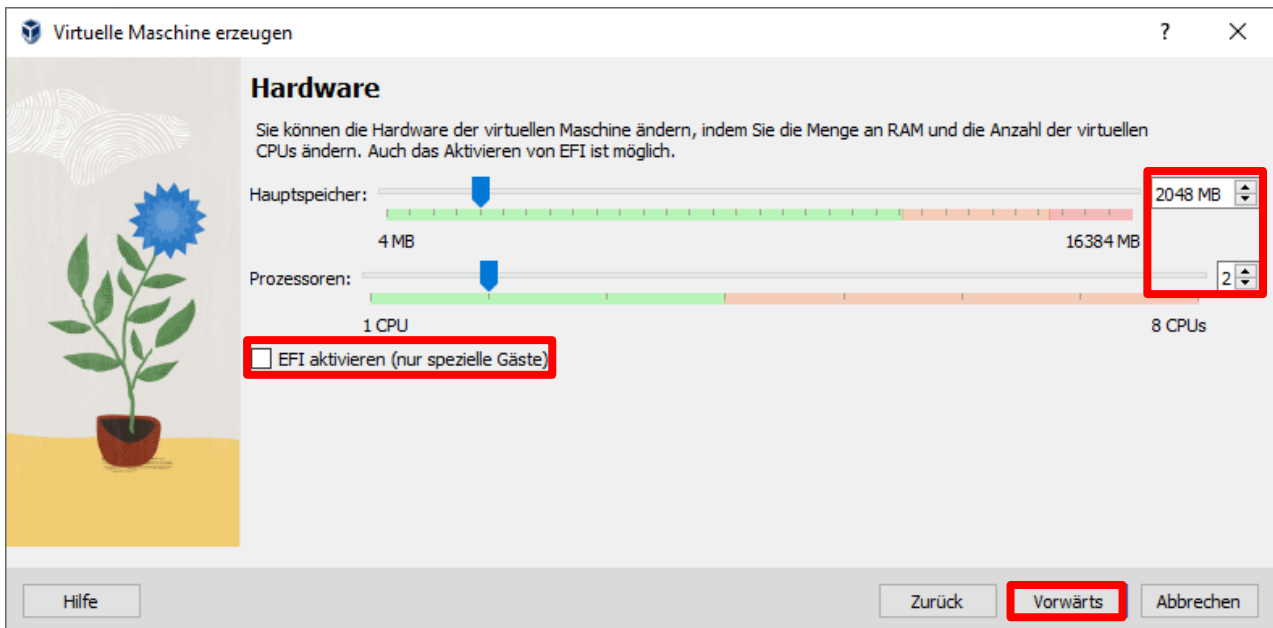 Virtuelle Maschine erzeugen
?
Hardware
Sie können die Hardware der virtuellen Maschine ändern, indem Sie die Menge an RAM und die Anzahl der virtuellen
CPUs ändern. Auch das Aktivieren von EFI ist möglich.
Hauptspeicher:
2048 MB
4 MB
16384 MB
Prozessoren:
2
1 CPU
8 CPUs
EFI aktivieren (nur spezielle Gäste)
Hilfe
Zurück
Vorwärts
Abbrechen